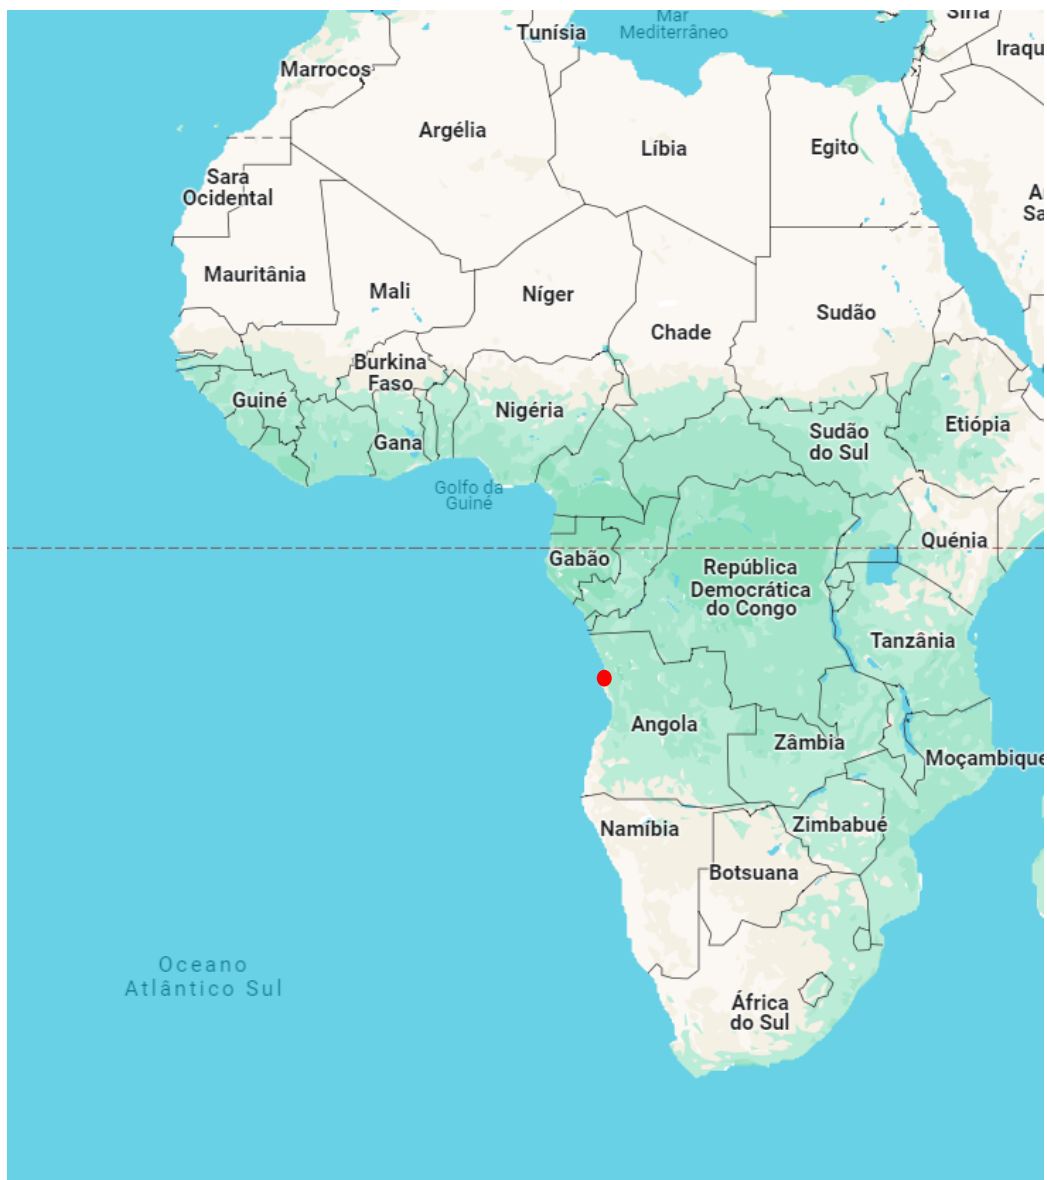 Mar
Mediterrâneo
Síria
Tunísia
Iraqu
Marrocos
Argélia
Líbia
Egito
Sara
Ocidental
A
Sa
Mauritânia
Mali
Níger
Chade
Sudão
Burkina
Faso
Guiné
Nigéria
Gana
Sudão
do Sul
Etiópia
Golfo da
Guiné
Gabão
República
Democrática
do Congo
Quénia
Tanzânia
Angola
Zâmbia
Moçambique
Namíbia
Zimbabué
Botsuana
Oceano
Atlântico Sul
África
do Sul